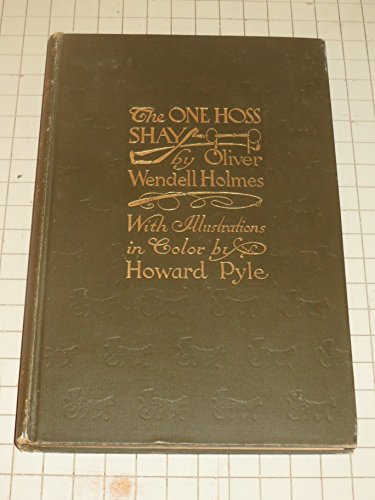 The ONE HOSS
SHAY
by Oliver
Wendell Holmes
With Illustrations
in Color by
Howard Pyle